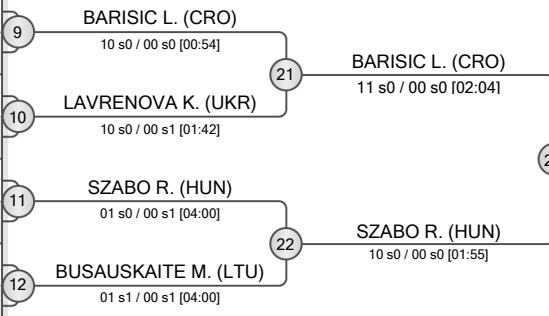 9
BARISIC L. (CRO)
10 s0 / 00 s0 [00:54]
21
BARISIC L. (CRO)
11 s0 / 00 s0 [02:04]
10
LAVRENOVA K. (UKR)
10 s0 / 00 s1 [01:42]
11
SZABO R. (HUN)
01 s0 / 00 s1 [04:00]
22
SZABO R. (HUN)
10 s0 / 00 s0 [01:55]
12
BUSAUSKAITE M. (LTU)
01 s1 / 00 s1 [04:00]